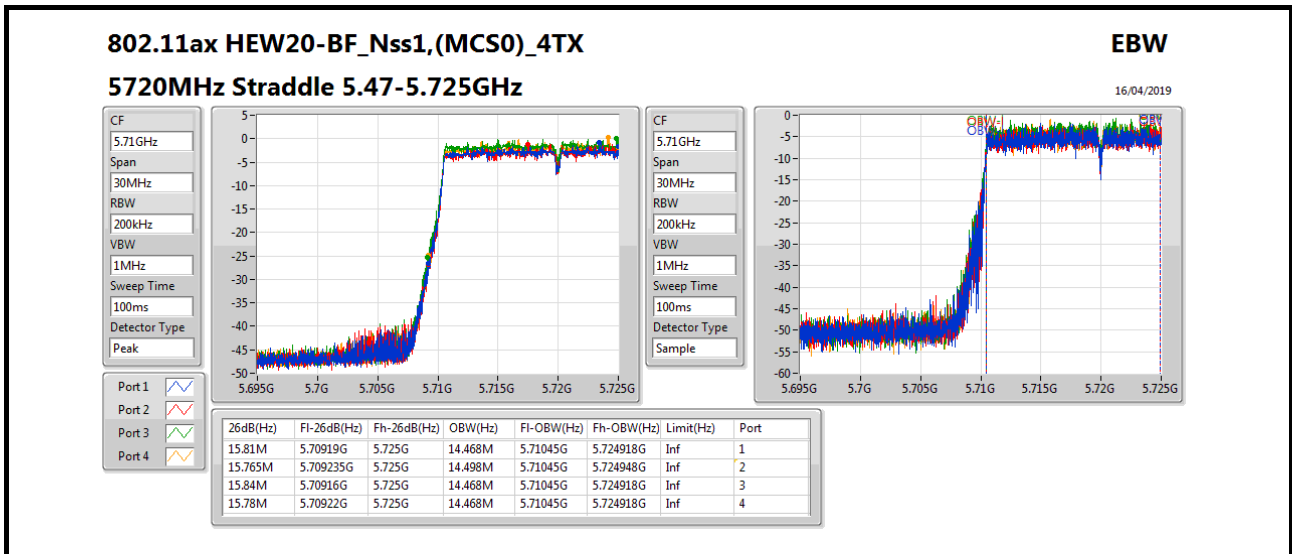 802.11ax HEW20-BF_Nss1,(MCS0)_4TX
EBW
5720MHz Straddle 5.47-5.725GHz
16/04/2019
CF
5.71GHz
Span
30MHz
RBW
200kHz
VBW
1MHz
Sweep Time
100ms
Detector Type
Peak
Port 1
Port 2
Port 3
Port 4
5
0
-5
-10
-15
-20
-25
-30
-35
-40
-45
-50
5.695G 5.7G 5.705G 5.71G 5.715G 5.72G 5.725G
CF
5.71GHz
Span
30MHz
RBW
200kHz
VBW
1MHz
Sweep Time
100ms
Detector Type
Sample
0
-5
-10
-15
-20
-25
-30
-35
-40
-45
-50
-55
-60
5.695G 5.7G 5.705G 5.71G 5.715G 5.72G 5.725G
26dB(Hz) Fl-26dB(Hz) Fh-26dB(Hz) OBW(Hz) Fl-OBW(Hz) Fh-OBW(Hz) Limit(Hz) Port
15.81M 5.70919G 5.725G 14.468M 5.71045G 5.724918G Inf 1
15.765M 5.709235G 5.725G 14.498M 5.71045G 5.724948G Inf 2
15.84M 5.70916G 5.725G 14.468M 5.71045G 5.724918G Inf 3
15.78M 5.70922G 5.725G 14.468M 5.71045G 5.724918G Inf 4